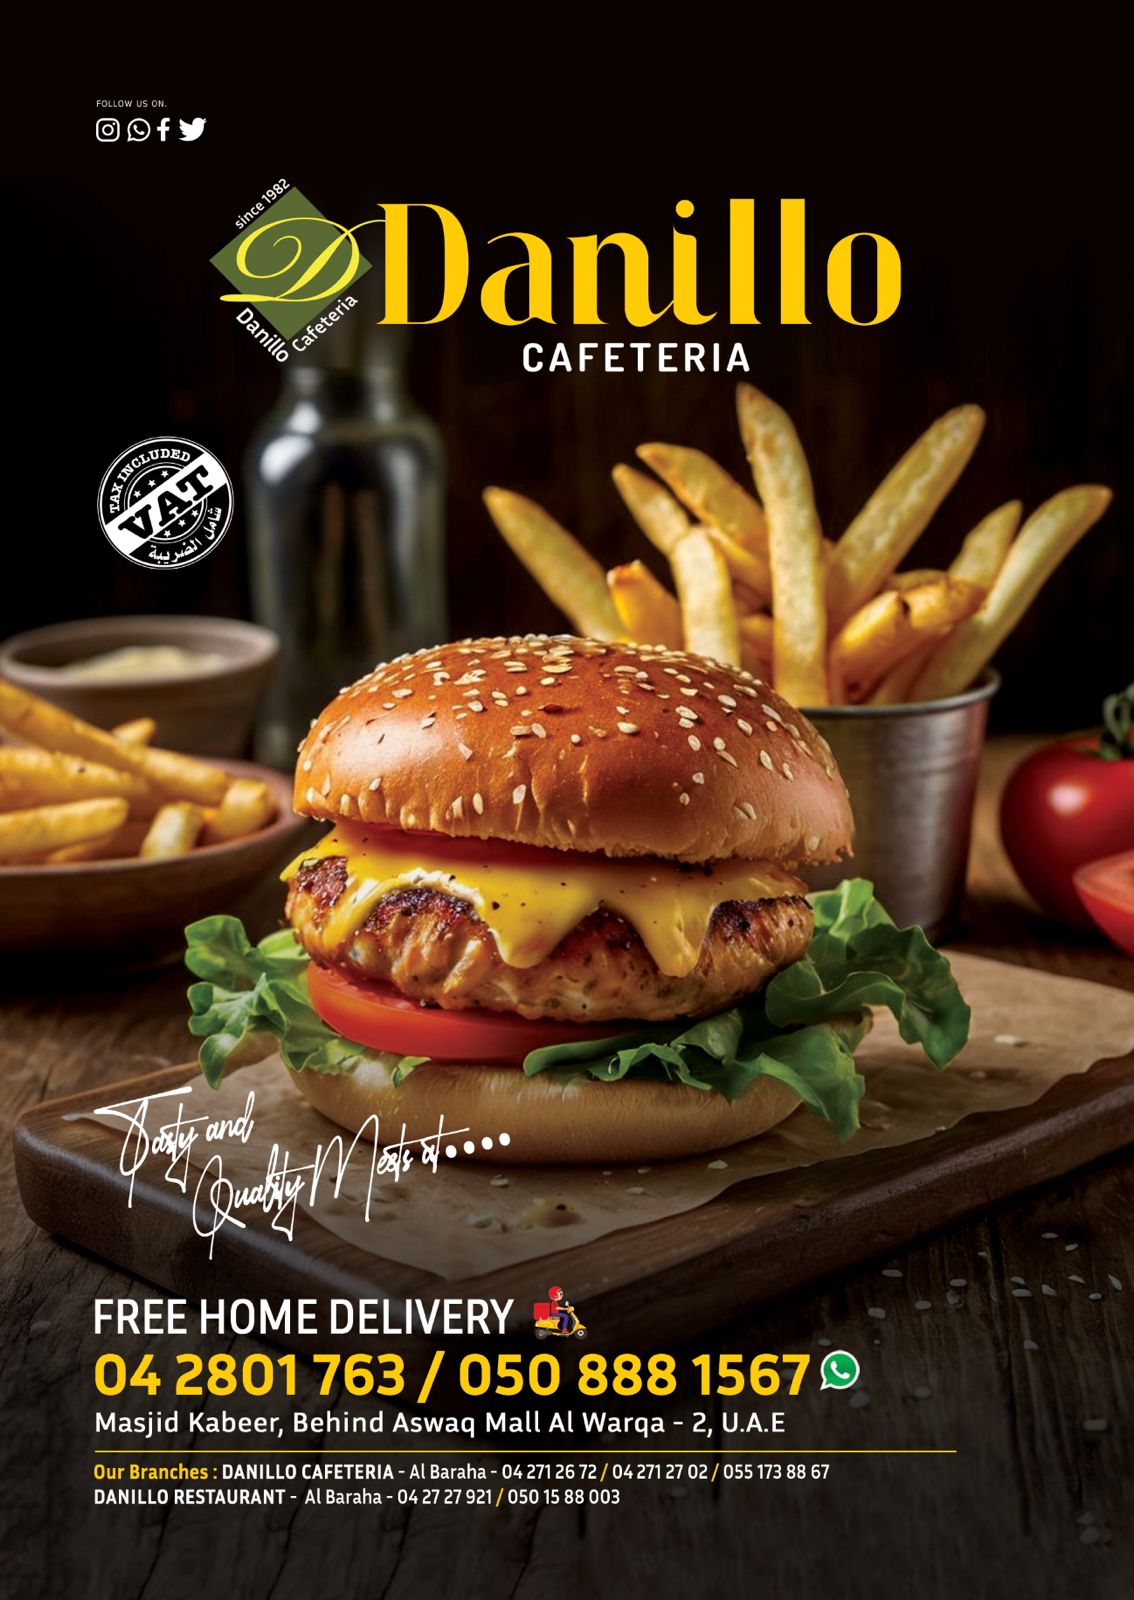 FOLLOW US ON.
since 1982
D
Danillo Cafeteria
Danillo
CAFETERIA
TAX INCLUDED
VAT
شامل الضريبة
Tasty and
Quality Meets at....
FREE HOME DELIVERY
04 2801 763 / 050 888 1567
Masjid Kabeer, Behind Aswaq Mall Al Warqa - 2, U.A.E
Our Branches : DANILLO CAFETERIA - Al Baraha - 04 271 26 72 / 04 271 27 02 / 055 173 88 67
DANILLO RESTAURANT - Al Baraha - 04 27 27 921 / 050 15 88 003